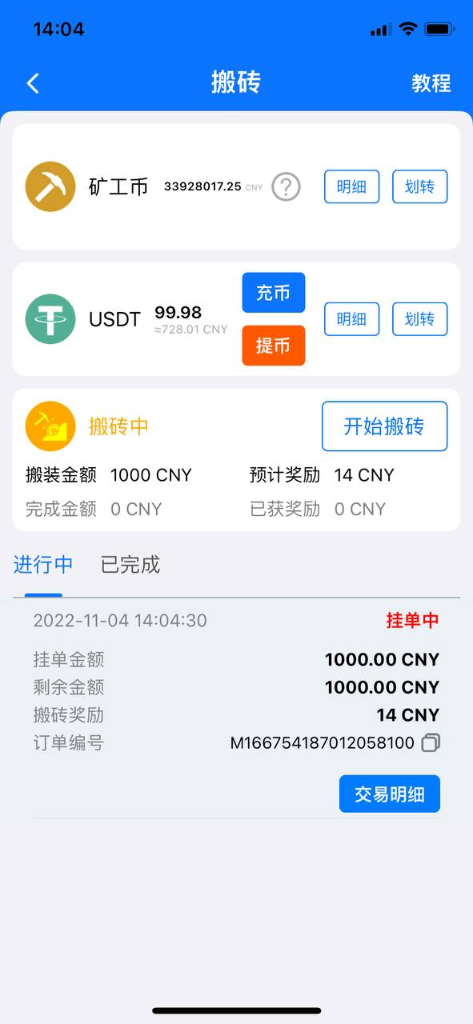 14:04
搬砖
教程
矿工币 33928017.25 CNY ? 明细 划转
USDT 99.98 充币 明细 划转
≈728.01 CNY 提币
搬砖中 开始搬砖
搬装金额 1000 CNY 预计奖励 14 CNY
完成金额 0 CNY 已获奖励 0 CNY
进行中 已完成
2022-11-04 14:04:30 挂单中
挂单金额 1000.00 CNY
剩余金额 1000.00 CNY
搬砖奖励 14 CNY
订单编号 M166754187012058100
交易明细